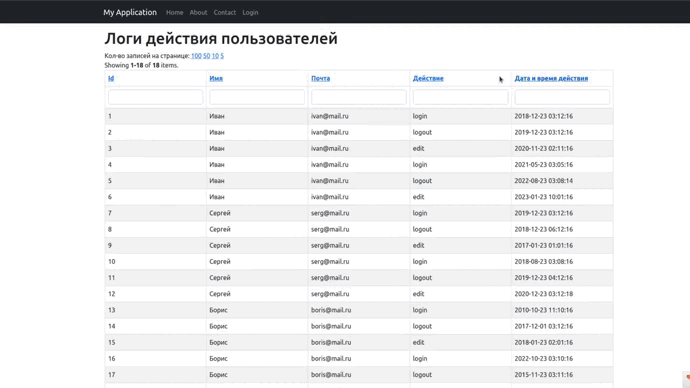 My Application Home About Contact Login
Логи действия пользователей
Кол-во записей на странице: 100 50 10 5
Showing 1-18 of 18 items.
Id Имя Почта Действие Дата и время действия
1 Иван ivan@mail.ru login 2018-12-23 03:12:16
2 Иван ivan@mail.ru logout 2019-12-23 03:12:16
3 Иван ivan@mail.ru edit 2020-11-23 02:11:16
4 Иван ivan@mail.ru login 2021-05-23 03:05:16
5 Иван ivan@mail.ru logout 2022-08-23 03:08:14
6 Иван ivan@mail.ru edit 2023-01-23 10:01:16
7 Сергей serg@mail.ru login 2019-12-23 03:12:16
8 Сергей serg@mail.ru logout 2018-12-23 06:12:16
9 Сергей serg@mail.ru edit 2017-01-23 01:01:16
10 Сергей serg@mail.ru login 2018-08-23 03:08:16
11 Сергей serg@mail.ru logout 2019-12-23 04:12:16
12 Сергей serg@mail.ru edit 2020-12-23 03:12:18
13 Борис boris@mail.ru login 2010-10-23 11:10:16
14 Борис boris@mail.ru logout 2017-12-01 03:12:16
15 Борис boris@mail.ru edit 2018-01-23 02:01:16
16 Борис boris@mail.ru login 2022-10-23 03:10:16
17 Борис boris@mail.ru logout 2015-11-23 03:11:16